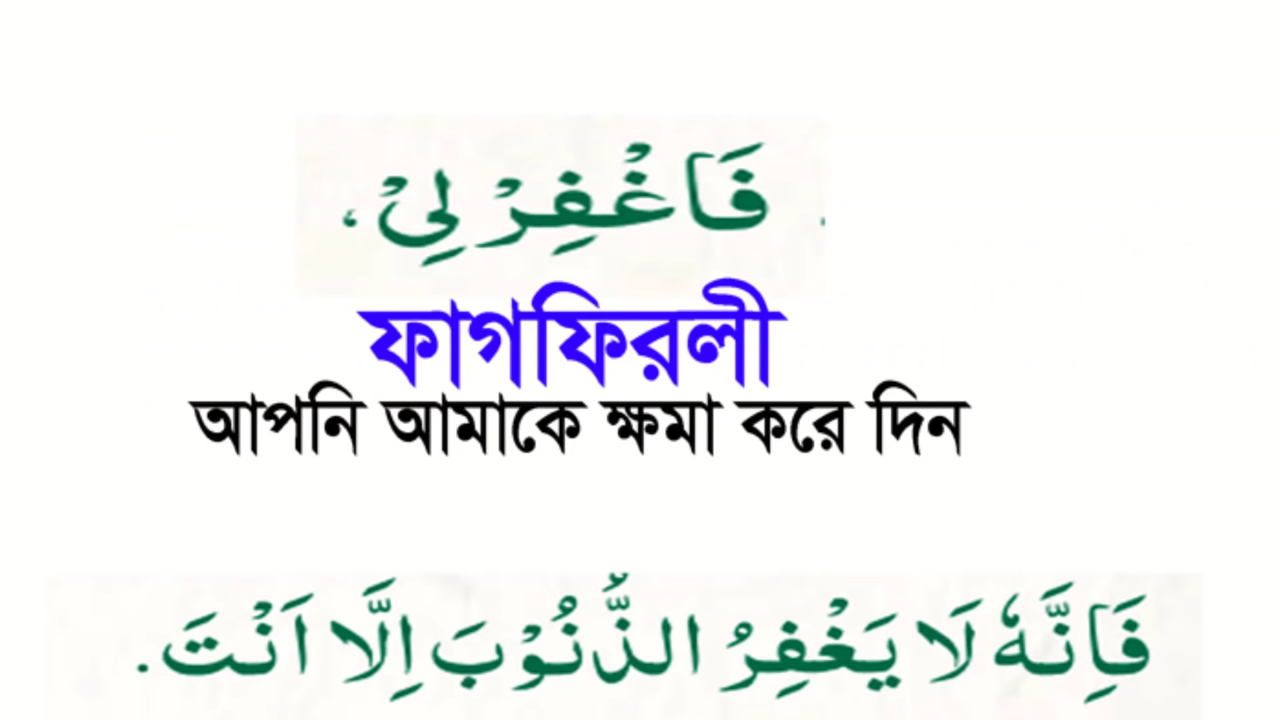 فَاغْفِرْ لِيْ،
ফাগফিরলী
আপনি আমাকে ক্ষমা করে দিন
فَاِنَّهٗ لَا يَغْفِرُ الذُّنُوْبَ اِلَّا اَنْتَ.